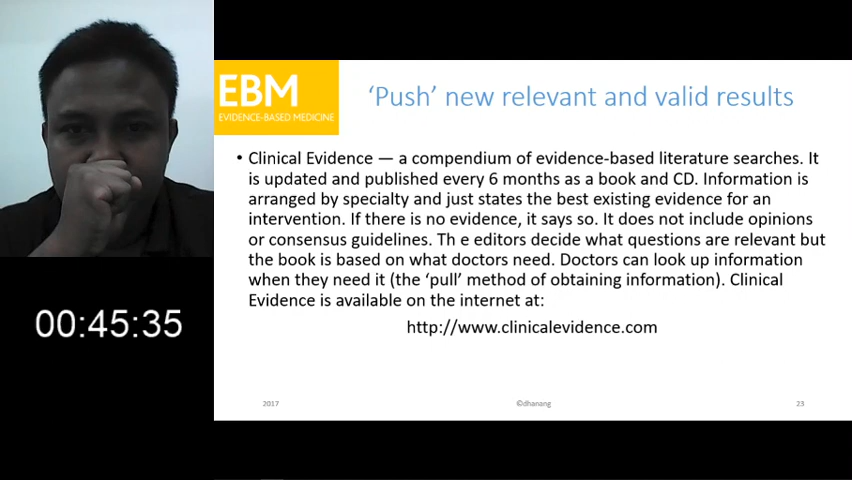 EBM
EVIDENCE-BASED MEDICINE
‘Push’ new relevant and valid results
• Clinical Evidence — a compendium of evidence-based literature searches. It
is updated and published every 6 months as a book and CD. Information is
arranged by specialty and just states the best existing evidence for an
intervention. If there is no evidence, it says so. It does not include opinions
or consensus guidelines. Th e editors decide what questions are relevant but
the book is based on what doctors need. Doctors can look up information
when they need it (the ‘pull’ method of obtaining information). Clinical
Evidence is available on the internet at:
http://www.clinicalevidence.com
00:45:35
2017
©dhanang
23